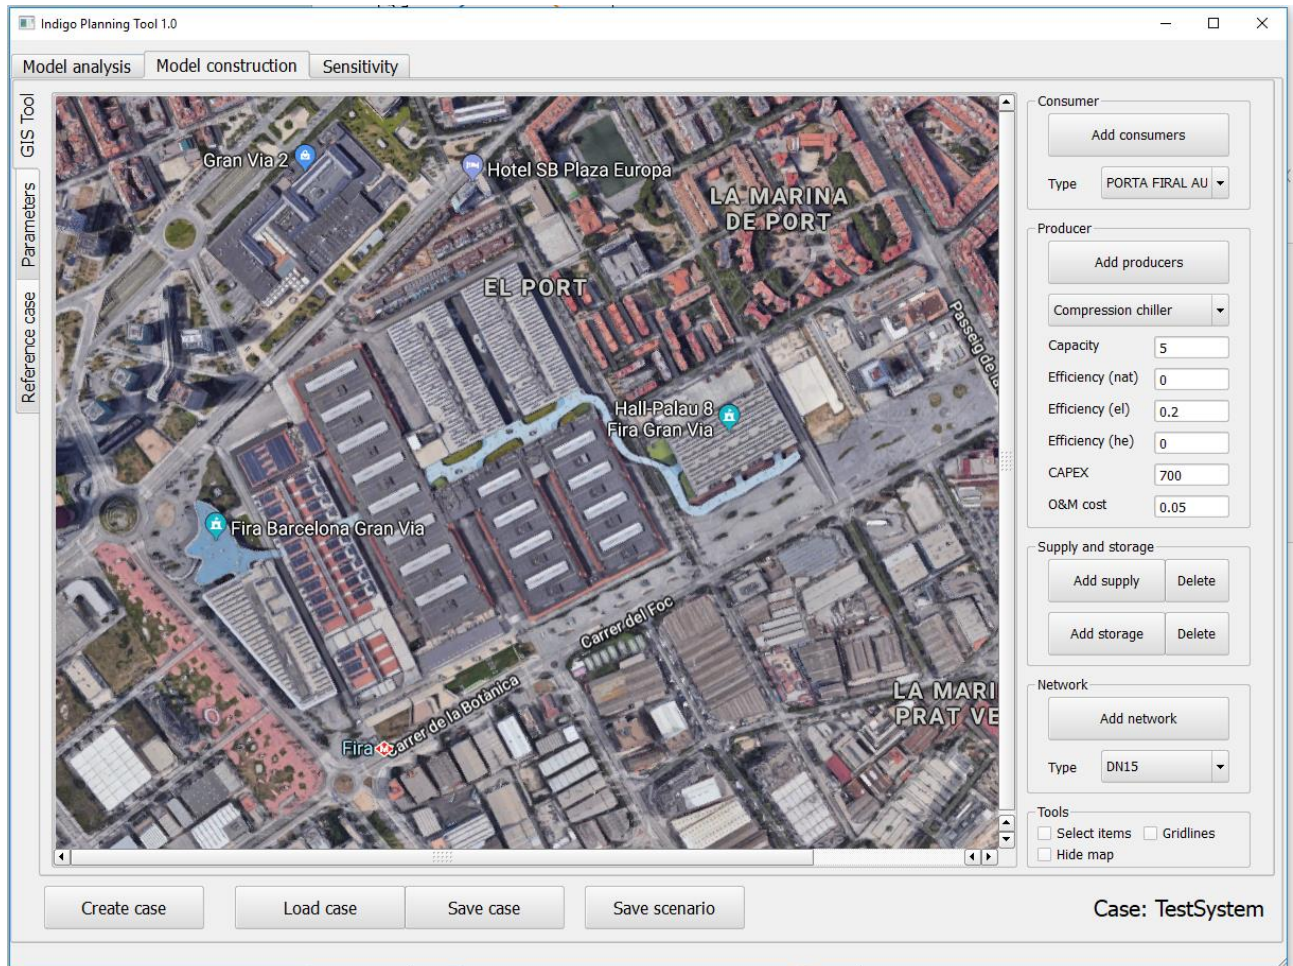 Indigo Planning Tool 1.0
Model analysis
Model construction
Sensitivity
GIS Tool
Parameters
Reference case
Gran Via 2
Hotel SB Plaza Europa
LA MARINA
DE PORT
EL PORT
Passeig de la
Hall-Palau 8
Fira Gran Via
Fira Barcelona Gran Via
Carrer del Foc
Carrer de la Botànica
Fira
M
LA MARI
PRAT VE
Consumer
Add consumers
Type PORTA FIRAL AU
Producer
Add producers
Compression chiller
Capacity 5
Efficiency (nat) 0
Efficiency (el) 0.2
Efficiency (he) 0
CAPEX 700
O&M cost 0.05
Supply and storage
Add supply Delete
Add storage Delete
Network
Add network
Type DN15
Tools
Select items Gridlines
Hide map
Create case
Load case
Save case
Save scenario
Case: TestSystem